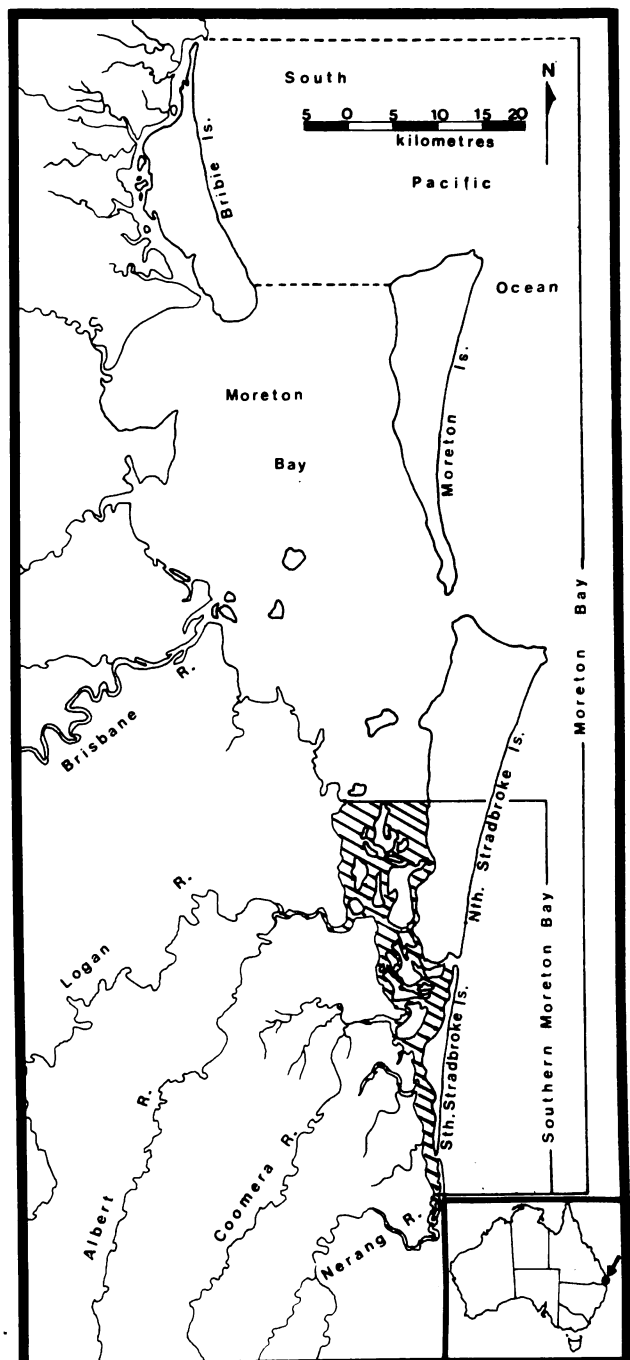 South
N
5 0 5 10 15 20
kilometres
Bribie Is.
Pacific
Ocean
Moreton Is.
Moreton
Bay
Moreton Bay
Brisbane R.
Nth. Stradbroke Is.
Logan R.
Sth. Stradbroke Is.
Southern Moreton Bay
Albert R.
Coomera R.
Nerang R.